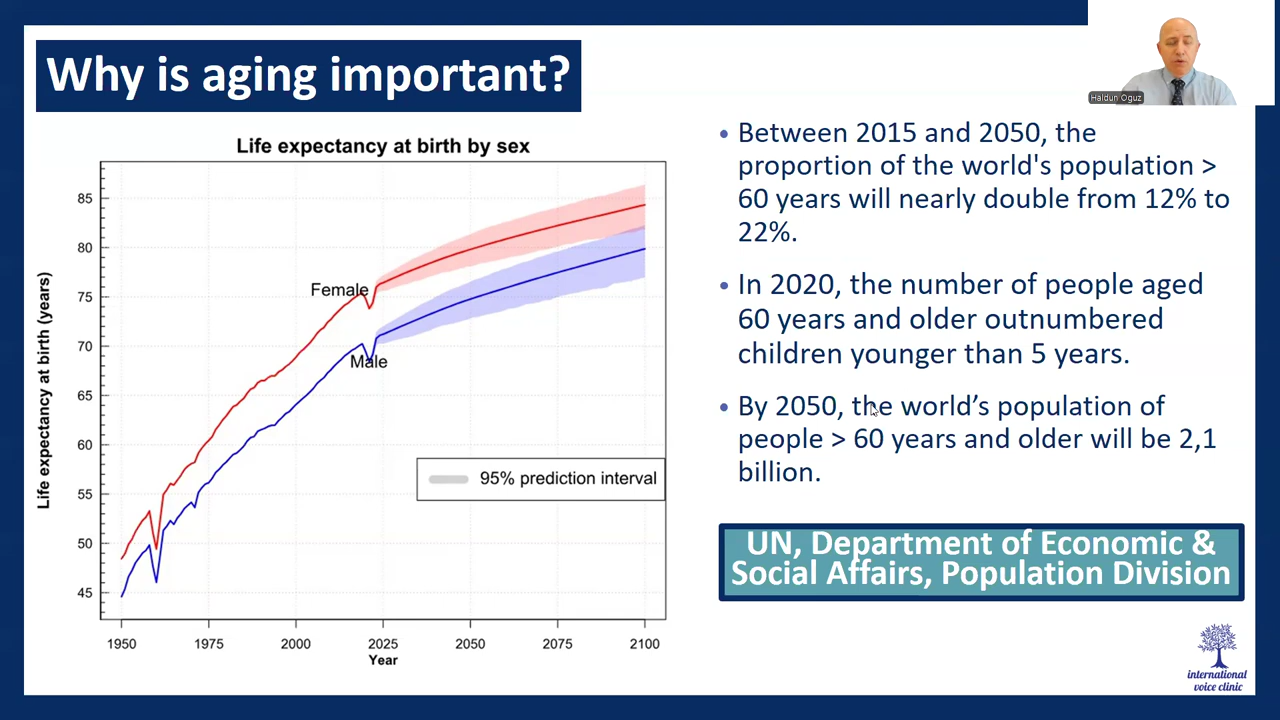 Why is aging important?
Haldun Oguz
Life expectancy at birth by sex
Life expectancy at birth (years)
85
80
75
70
65
60
55
50
45
Female
Male
95% prediction interval
1950
1975
2000
2025
2050
2075
2100
Year
• Between 2015 and 2050, the
proportion of the world's population >
60 years will nearly double from 12% to
22%.
• In 2020, the number of people aged
60 years and older outnumbered
children younger than 5 years.
• By 2050, the world’s population of
people > 60 years and older will be 2,1
billion.
UN, Department of Economic &
Social Affairs, Population Division
international
voice clinic